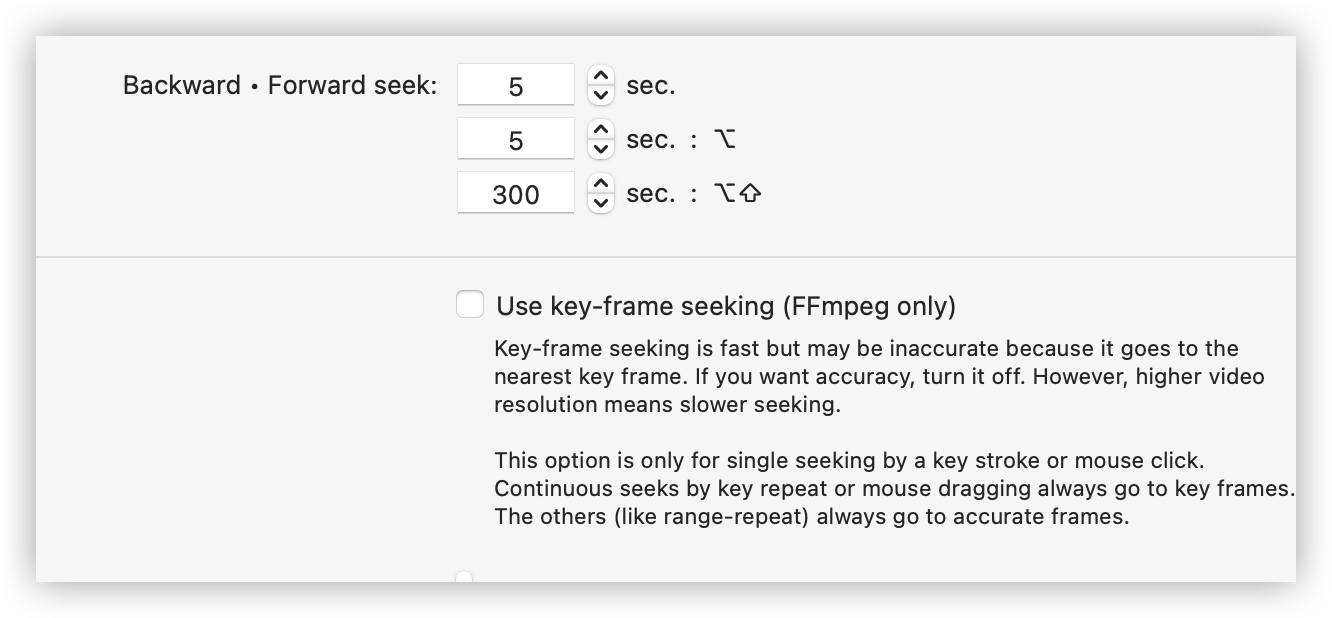 Backward • Forward seek: 5 sec.
5 sec. : ⌥
300 sec. : ⌥⇧
Use key-frame seeking (FFmpeg only)
Key-frame seeking is fast but may be inaccurate because it goes to the
nearest key frame. If you want accuracy, turn it off. However, higher video
resolution means slower seeking.
This option is only for single seeking by a key stroke or mouse click.
Continuous seeks by key repeat or mouse dragging always go to key frames.
The others (like range-repeat) always go to accurate frames.